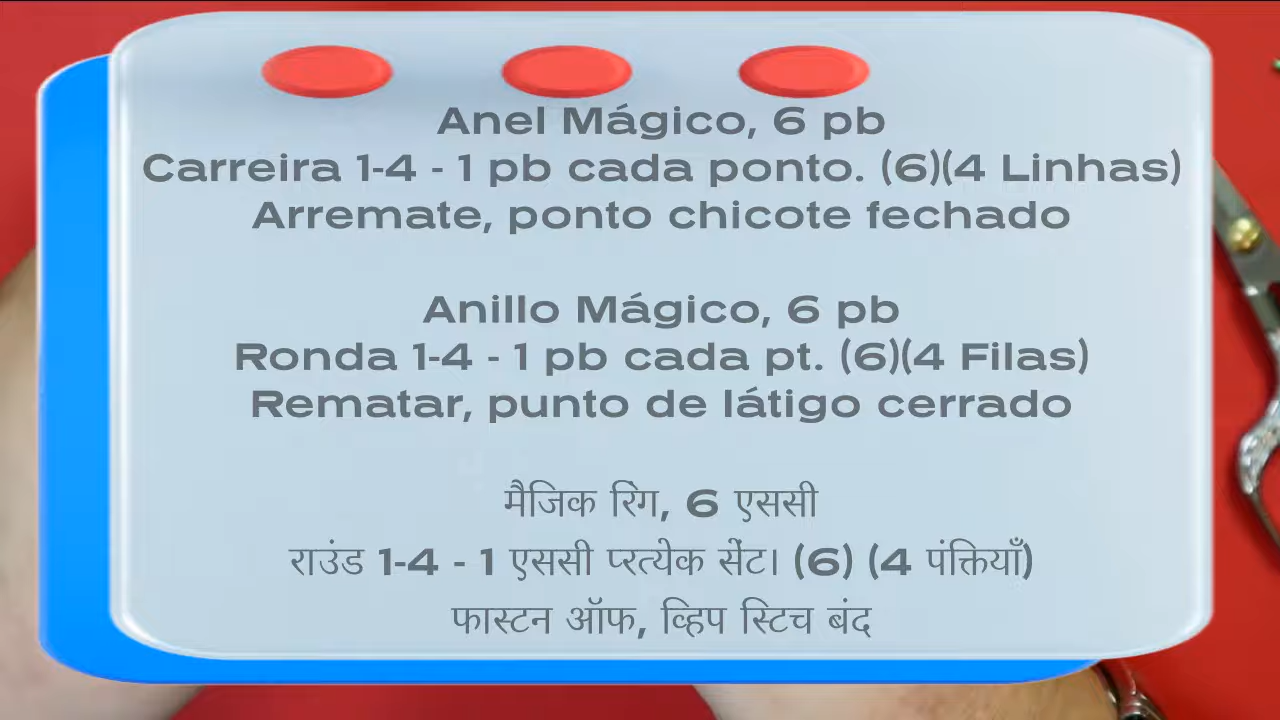 Anel Mágico, 6 pb
Carreira 1-4 - 1 pb cada ponto. (6)(4 Linhas)
Arremate, ponto chicote fechado
Anillo Mágico, 6 pb
Ronda 1-4 - 1 pb cada pt. (6)(4 Filas)
Rematar, punto de látigo cerrado
मैजिक रिंग, 6 एससी
राउंड 1-4 - 1 एससी प्रत्येक सेंट। (6) (4 पंक्तियाँ)
फास्टन ऑफ, व्हिप स्टिच बंद